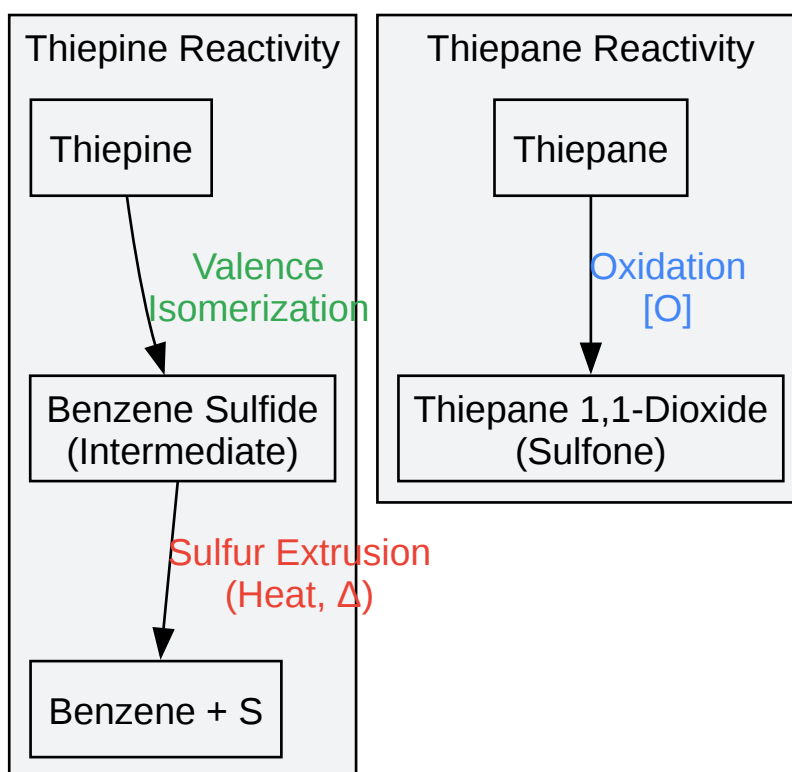 Thiepine Reactivity
Thiepine
Valence
Isomerization
Benzene Sulfide
(Intermediate)
Sulfur Extrusion
(Heat, Δ)
Benzene + S
Thiepane Reactivity
Thiepane
Oxidation
[O]
Thiepane 1,1-Dioxide
(Sulfone)